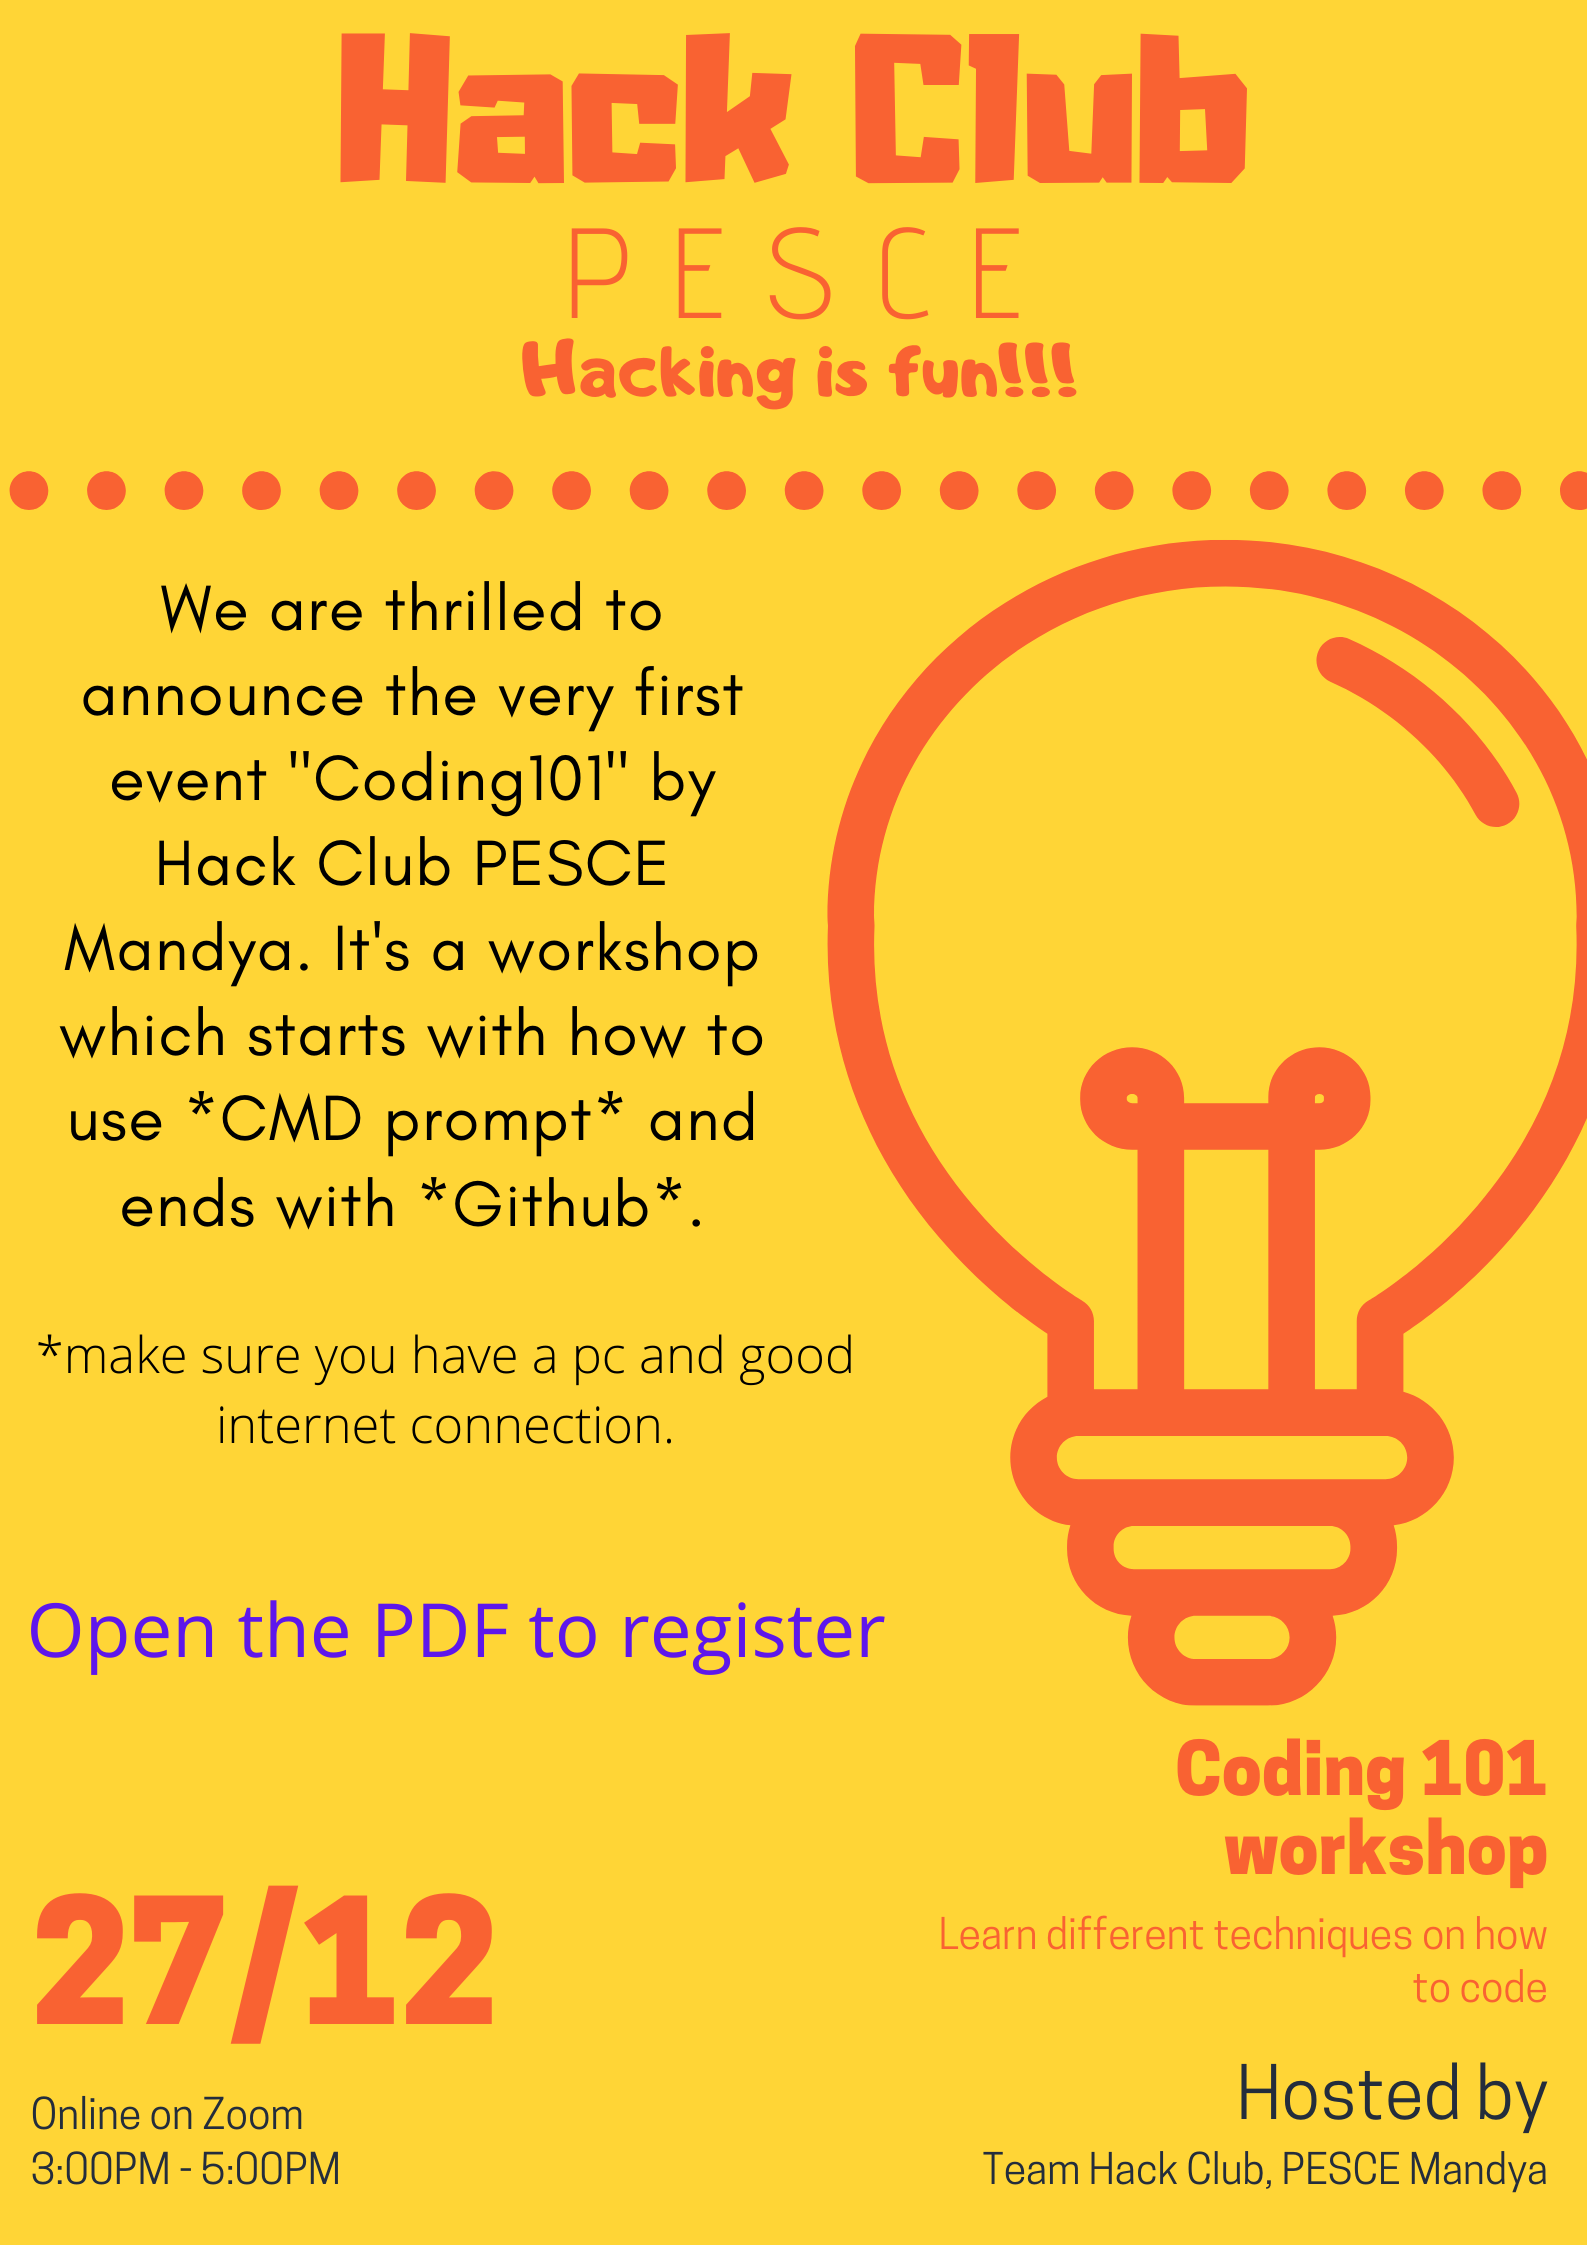 Hack Club
PESCE
Hacking is fun!!!
We are thrilled to
announce the very first
event "Coding101" by
Hack Club PESCE
Mandya. It's a workshop
which starts with how to
use *CMD prompt* and
ends with *Github*.
*make sure you have a pc and good
internet connection.
Open the PDF to register
Coding 101
workshop
Learn different techniques on how
to code
27/12
Online on Zoom
3:00PM - 5:00PM
Hosted by
Team Hack Club, PESCE Mandya